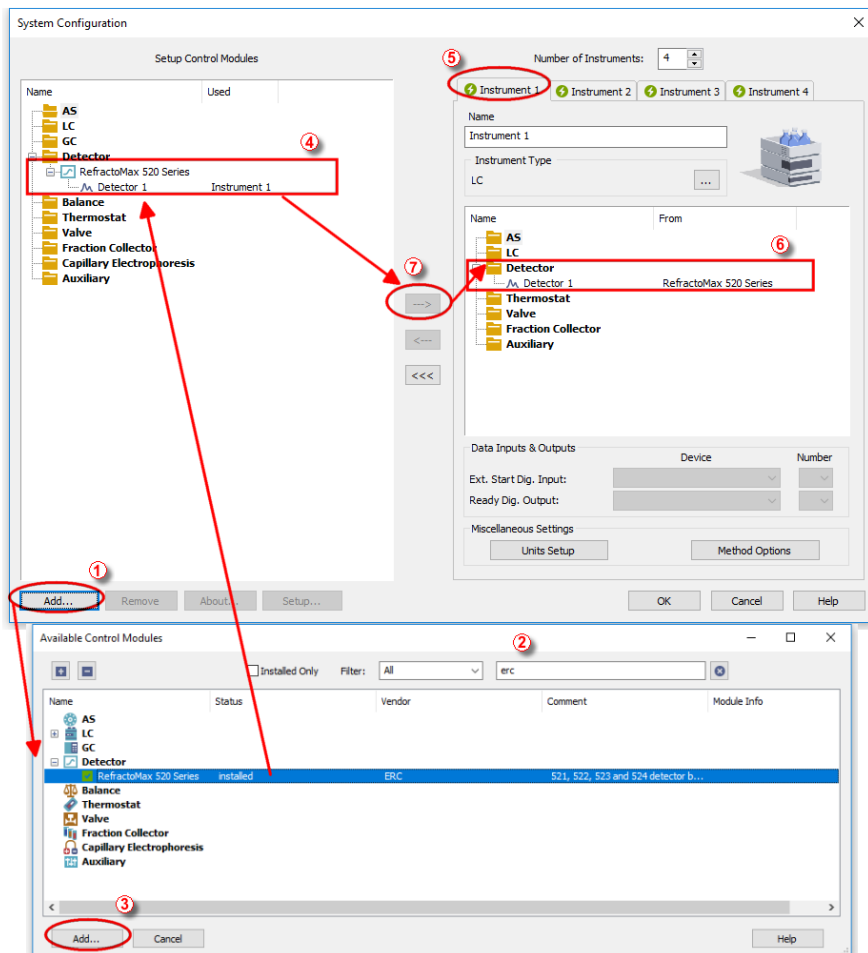 System Configuration
Setup Control Modules
Name Used
AS
LC
GC
Detector
RefractoMax 520 Series
Detector 1 Instrument 1
Balance
Thermostat
Valve
Fraction Collector
Capillary Electrophoresis
Auxiliary
④
⑦
--->
<---
<<<
①
Add... Remove About... Setup...
Number of Instruments: 4
⑤
Instrument 1 Instrument 2 Instrument 3 Instrument 4
Name
Instrument 1
Instrument Type
LC ...
Name From
AS
LC
⑥
Detector
Detector 1 RefractoMax 520 Series
Thermostat
Valve
Fraction Collector
Auxiliary
Data Inputs & Outputs
Device Number
Ext. Start Dig. Input:
Ready Dig. Output:
Miscellaneous Settings
Units Setup Method Options
OK Cancel Help
Available Control Modules
②
Installed Only Filter: All erc
Name Status Vendor Comment Module Info
AS
LC
GC
Detector
RefractoMax 520 Series installed ERC 521, 522, 523 and 524 detector b...
Balance
Thermostat
Valve
Fraction Collector
Capillary Electrophoresis
Auxiliary
③
Add... Cancel Help